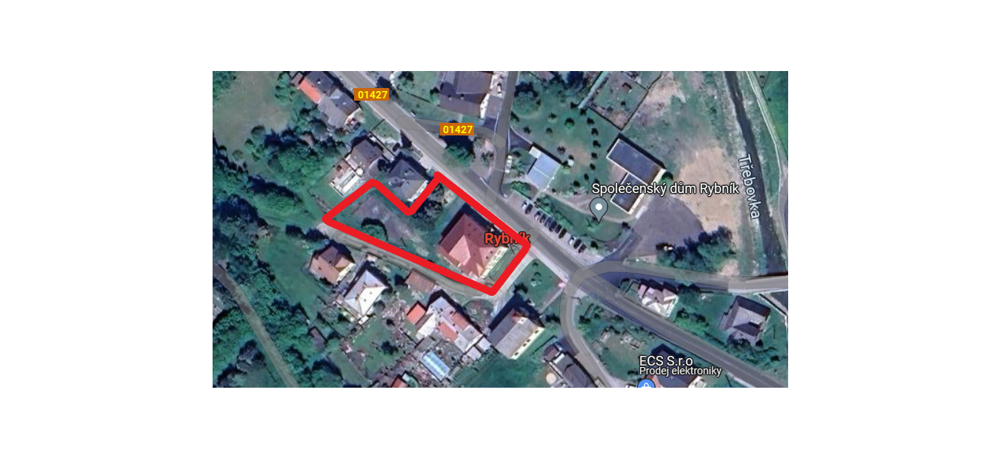 01427
01427
Společenský dům Rybník
Třebovka
Rybník
ECS S.r.o
Prodej elektroniky